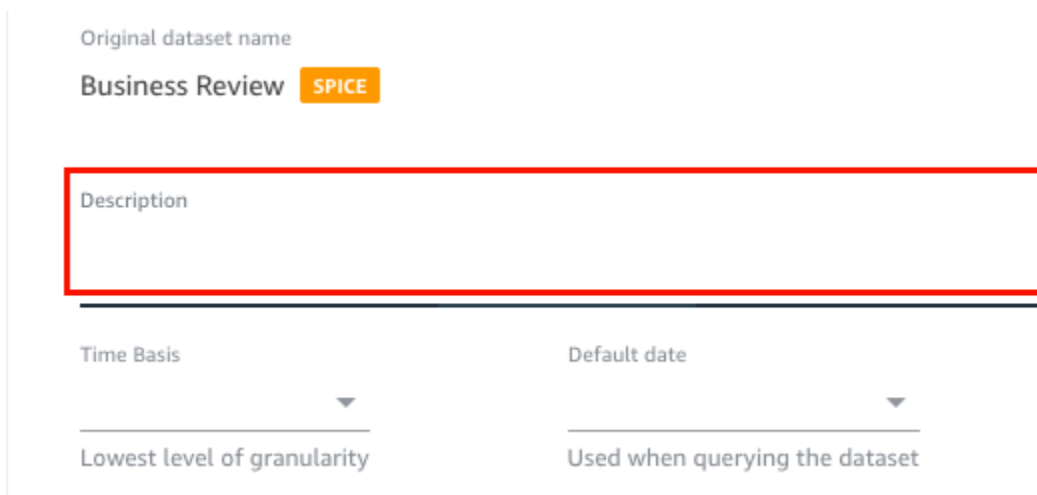 Original dataset name
Business Review SPICE
Description
Time Basis
Default date
Lowest level of granularity
Used when querying the dataset